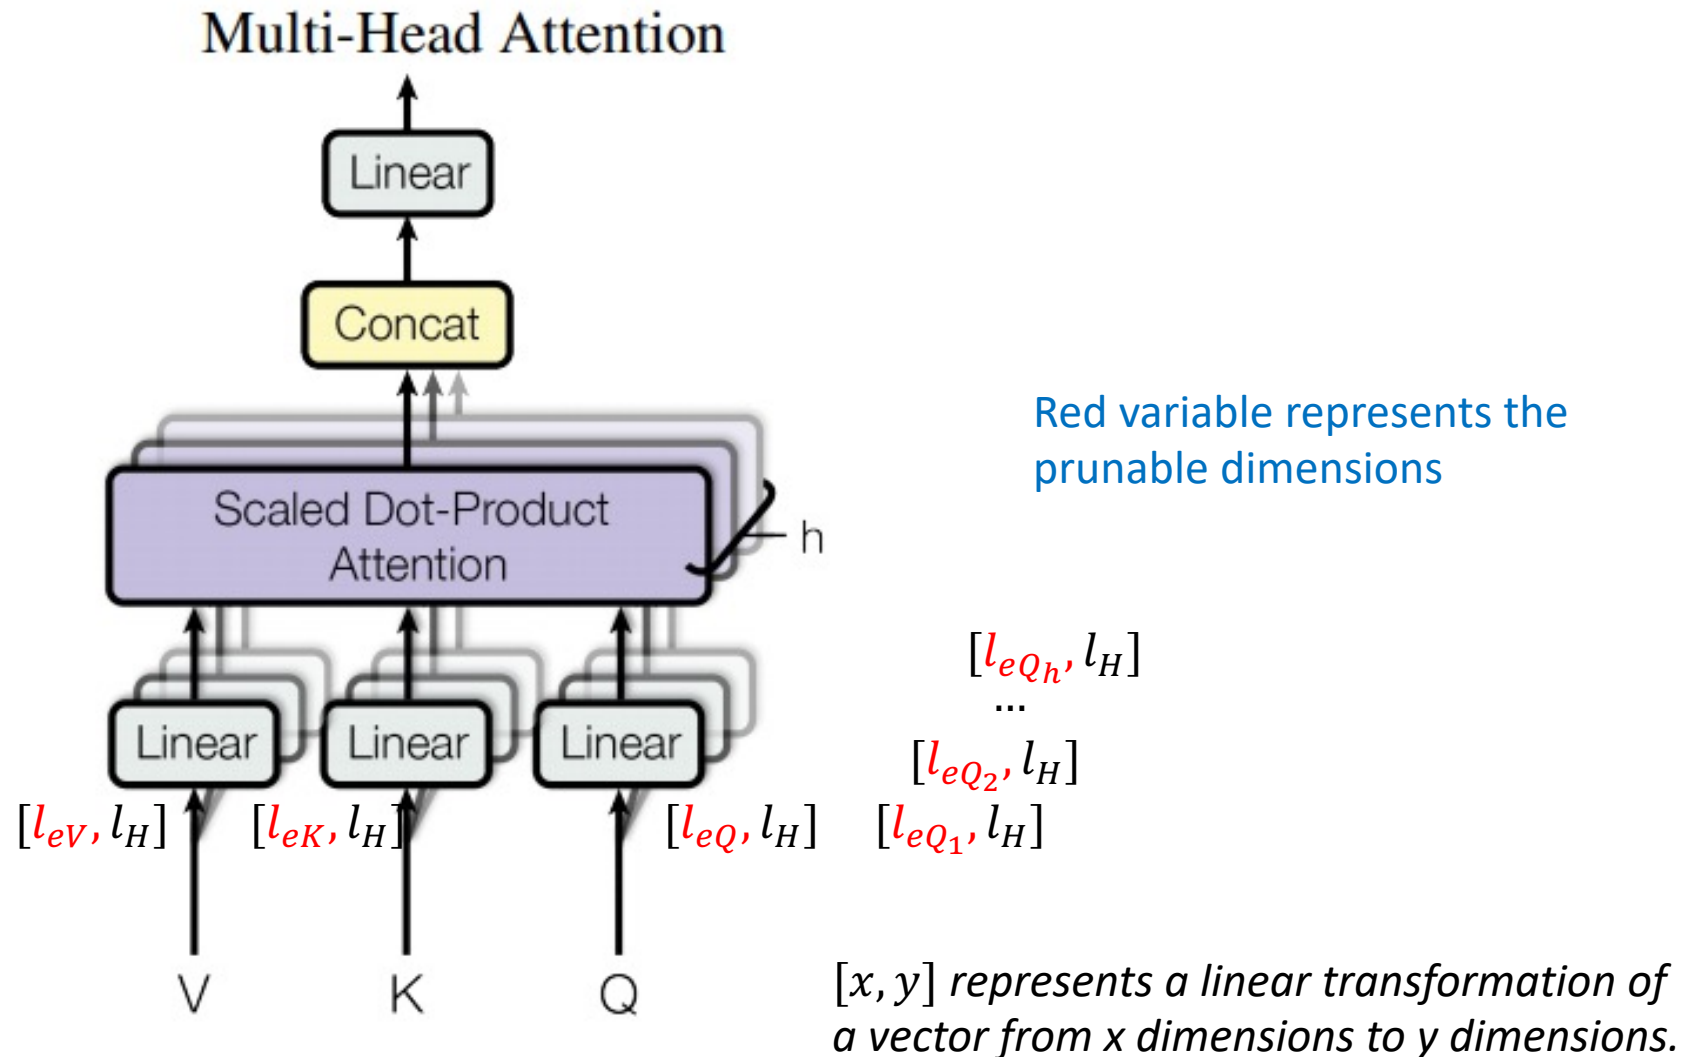 Multi-Head Attention
Linear
Concat
Red variable represents the
prunable dimensions
Scaled Dot-Product
Attention
h
[l_{eQ_h}, l_H]
...
[l_{eQ_2}, l_H]
Linear Linear Linear
[l_{eV}, l_H] [l_{eK}, l_H] [l_{eQ}, l_H] [l_{eQ_1}, l_H]
V K Q
[x, y] represents a linear transformation of
a vector from x dimensions to y dimensions.